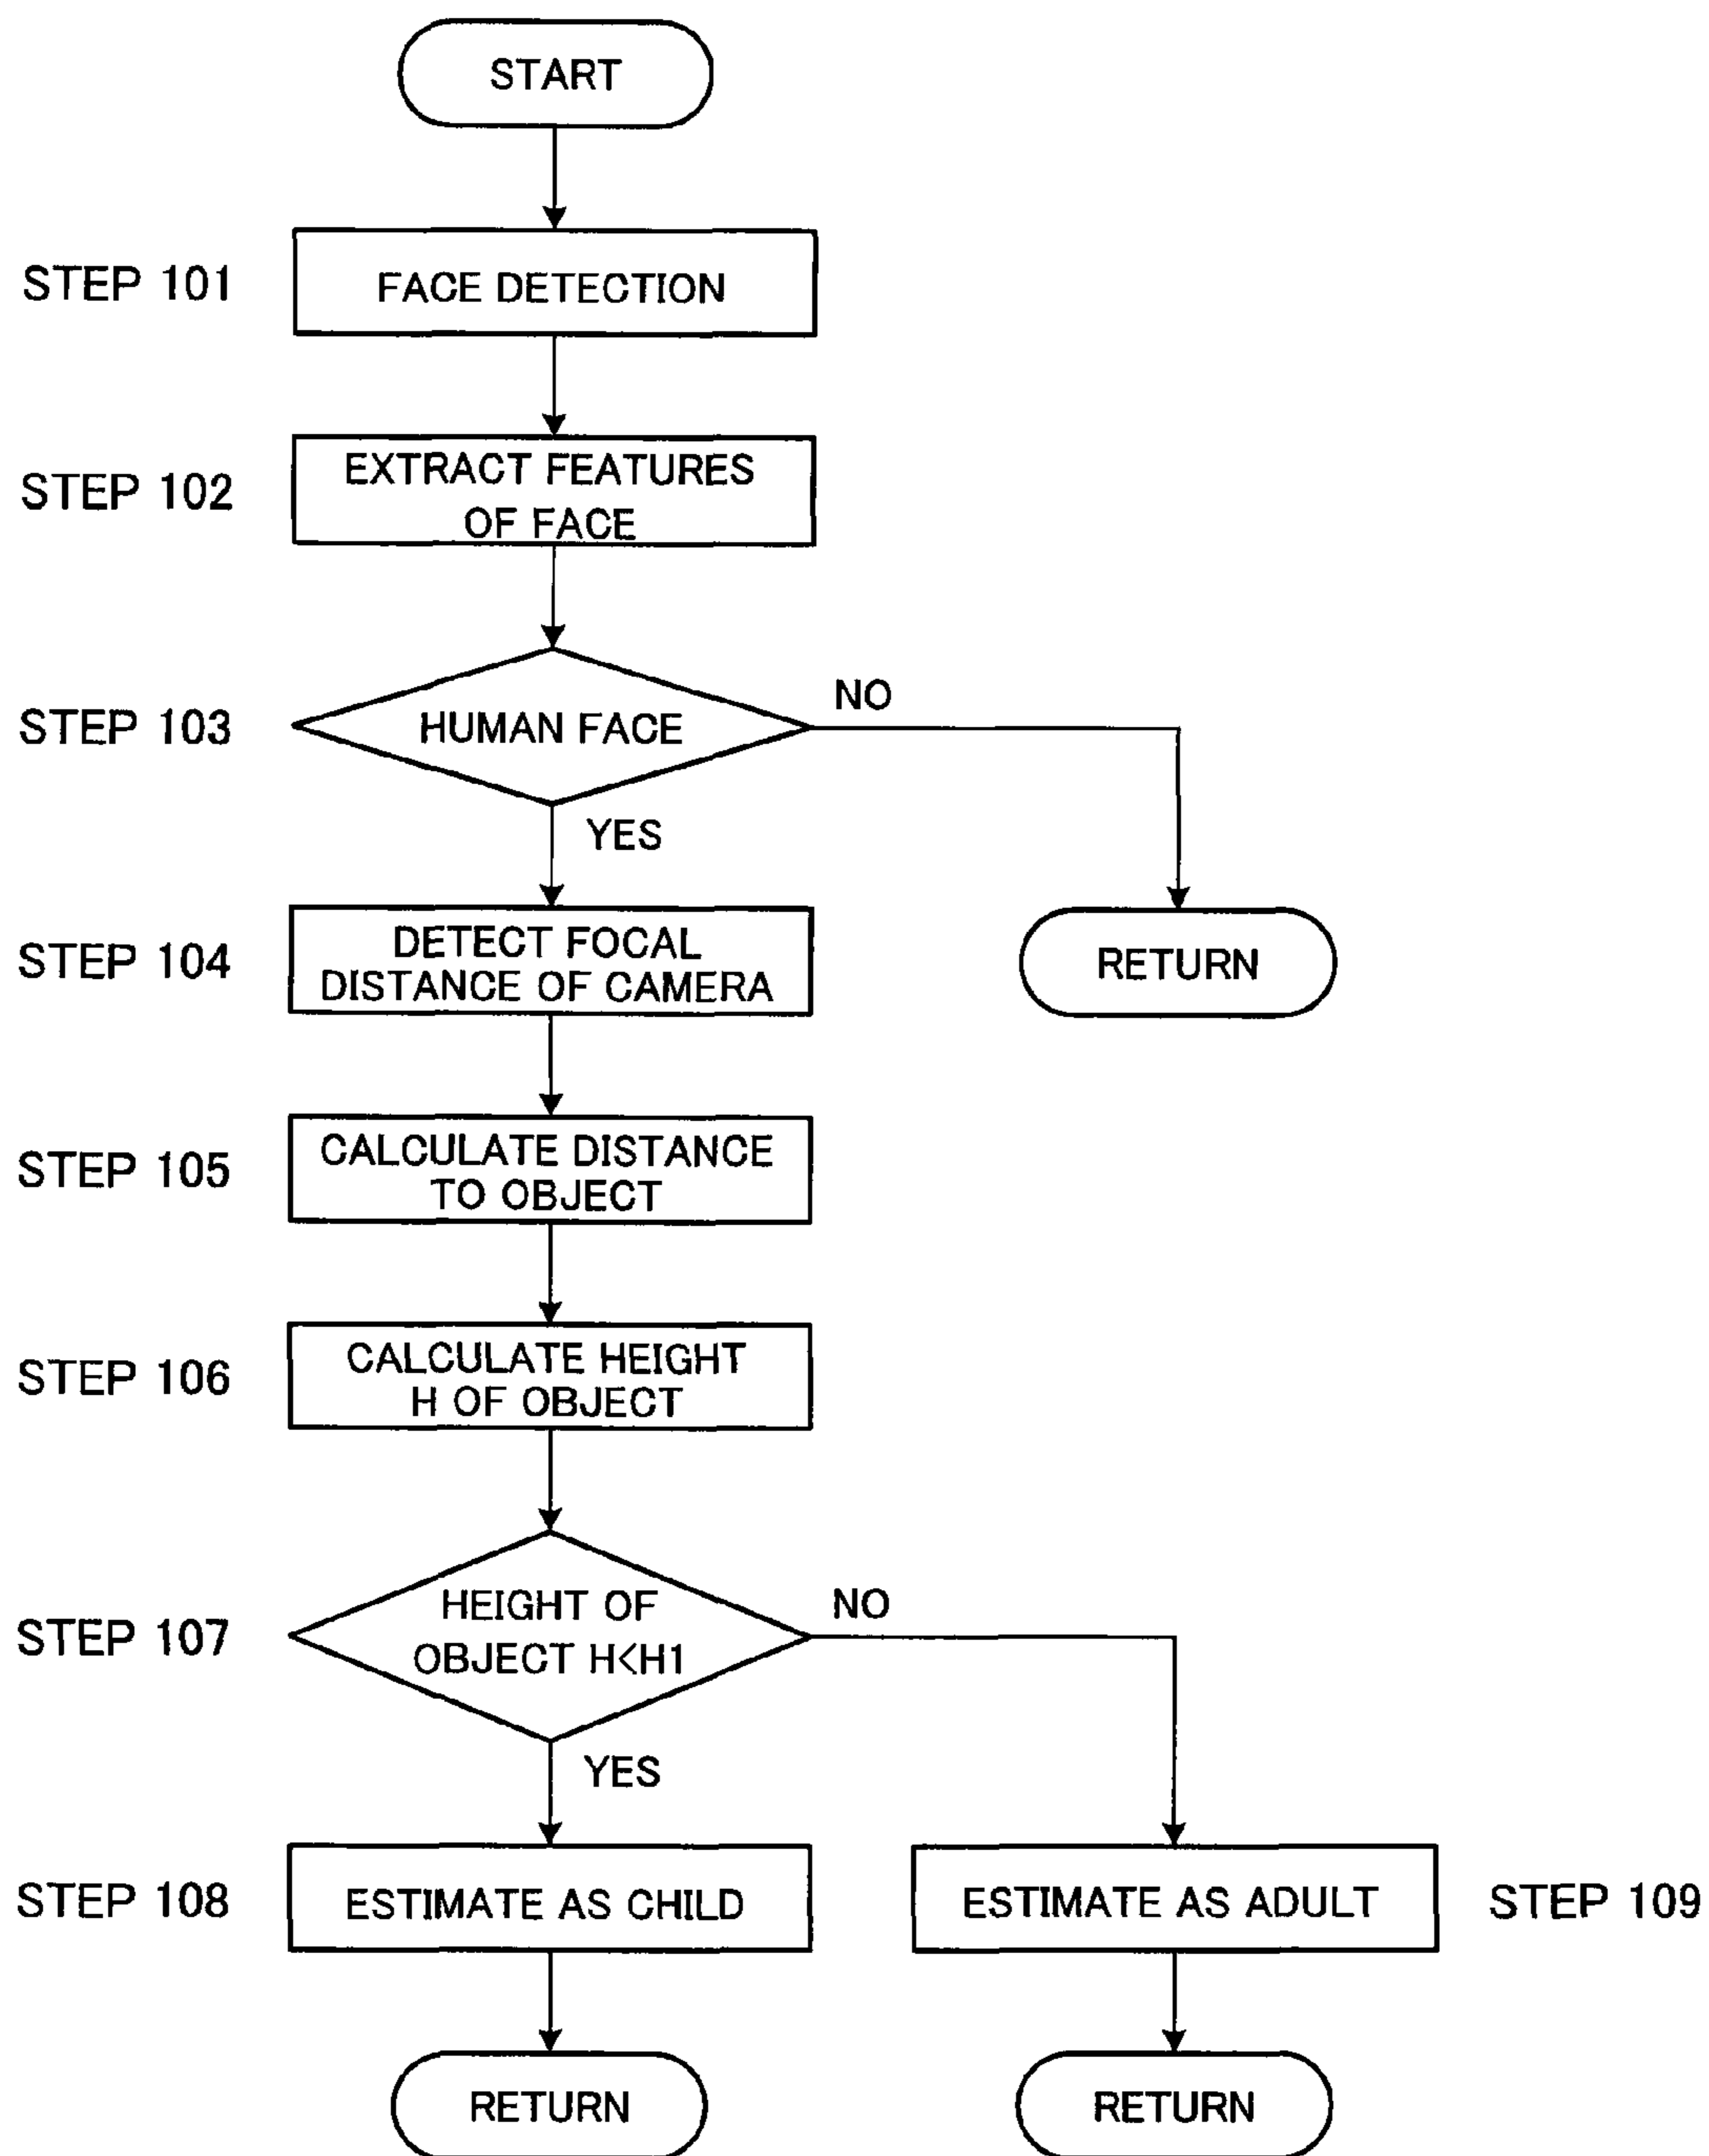 START
STEP 101
FACE DETECTION
STEP 102
EXTRACT FEATURES
OF FACE
STEP 103
HUMAN FACE
NO
YES
STEP 104
DETECT FOCAL
DISTANCE OF CAMERA
RETURN
STEP 105
CALCULATE DISTANCE
TO OBJECT
STEP 106
CALCULATE HEIGHT
H OF OBJECT
STEP 107
HEIGHT OF
OBJECT H<H1
NO
YES
STEP 108
ESTIMATE AS CHILD
ESTIMATE AS ADULT
STEP 109
RETURN
RETURN